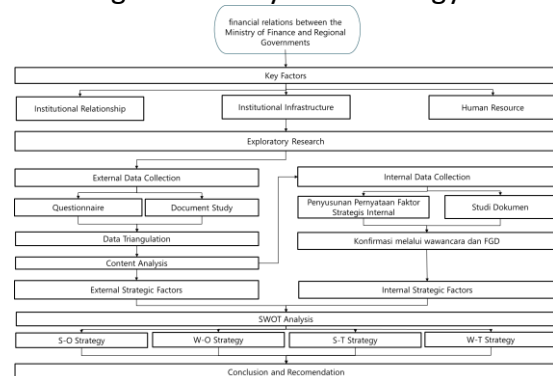 financial relations between the
Ministry of Finance and Regional
Governments
Key Factors
Institutional Relationship
Institutional Infrastructure
Human Resource
Exploratory Research
External Data Collection
Internal Data Collection
Questionnaire
Document Study
Penyusunan Pernyataan Faktor
Strategis Internal
Studi Dokumen
Data Triangulation
Konfirmasi melalui wawancara dan FGD
Content Analysis
External Strategic Factors
Internal Strategic Factors
SWOT Analysis
S-O Strategy
W-O Strategy
S-T Strategy
W-T Strategy
Conclusion and Recomendation